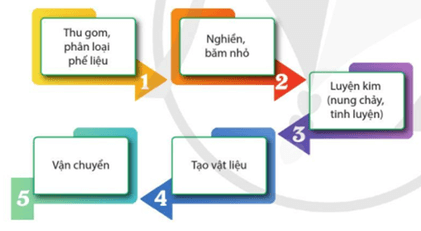 Thu gom,
phân loại
phế liệu
1
Nghiền,
băm nhỏ
2
Luyện kim
(nung chảy,
tinh luyện)
3
Tạo vật liệu
4
Vận chuyển
5